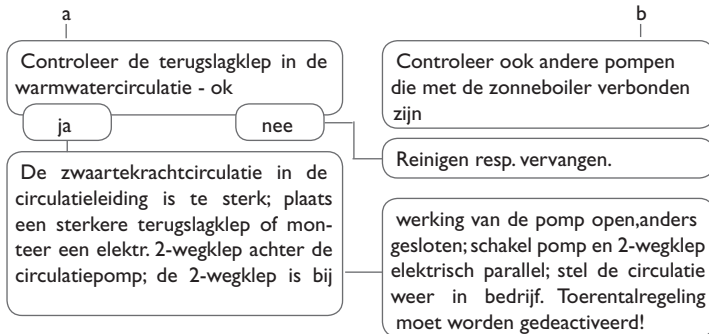 a
Controleer de terugslagklep in de
warmwatercirculatie - ok
ja
nee
De zwaartekrachtcirculatie in de
circulatieleiding is te sterk; plaats
een sterkere terugslagklep of mon-
teer een elektr. 2-wegklep achter de
circulatiepomp; de 2-wegklep is bij
b
Controleer ook andere pompen
die met de zonneboiler verbonden
zijn
Reinigen resp. vervangen.
werking van de pomp open,anders
gesloten; schakel pomp en 2-wegklep
elektrisch parallel; stel de circulatie
weer in bedrijf. Toerentalregeling
moet worden gedeactiveerd!